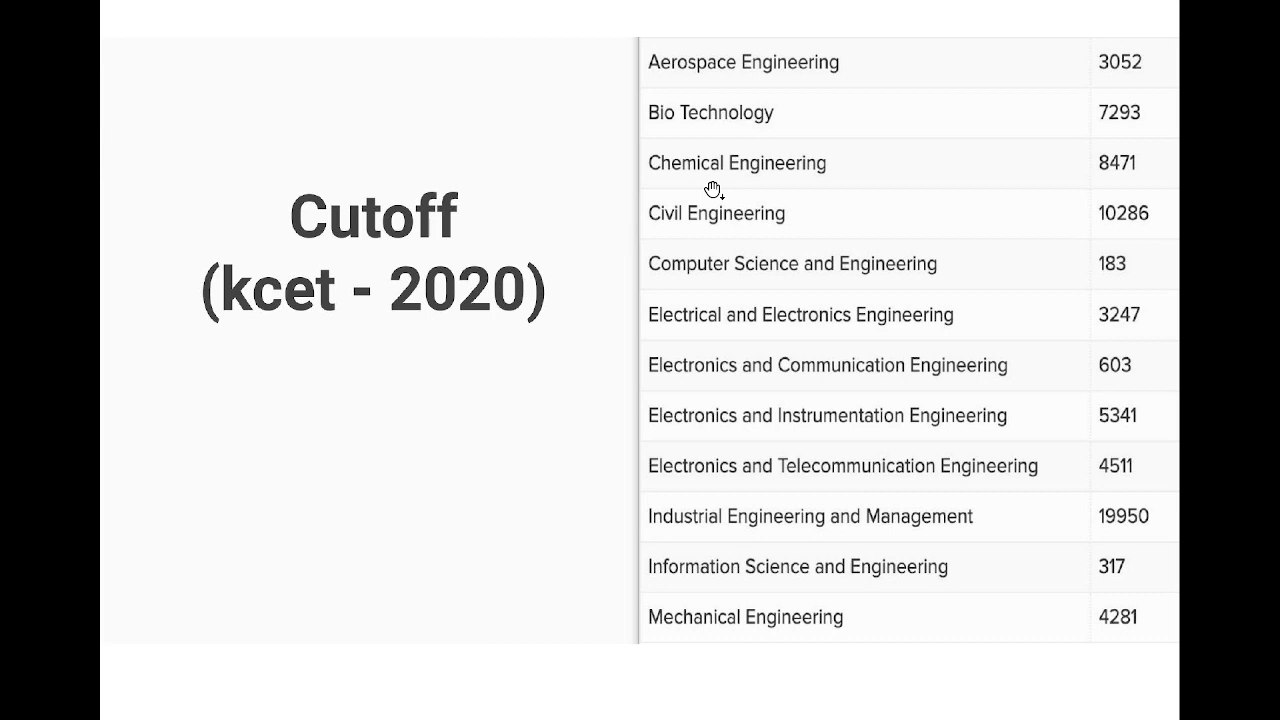 Cutoff
(kcet - 2020)
Aerospace Engineering 3052
Bio Technology 7293
Chemical Engineering 8471
Civil Engineering 10286
Computer Science and Engineering 183
Electrical and Electronics Engineering 3247
Electronics and Communication Engineering 603
Electronics and Instrumentation Engineering 5341
Electronics and Telecommunication Engineering 4511
Industrial Engineering and Management 19950
Information Science and Engineering 317
Mechanical Engineering 4281